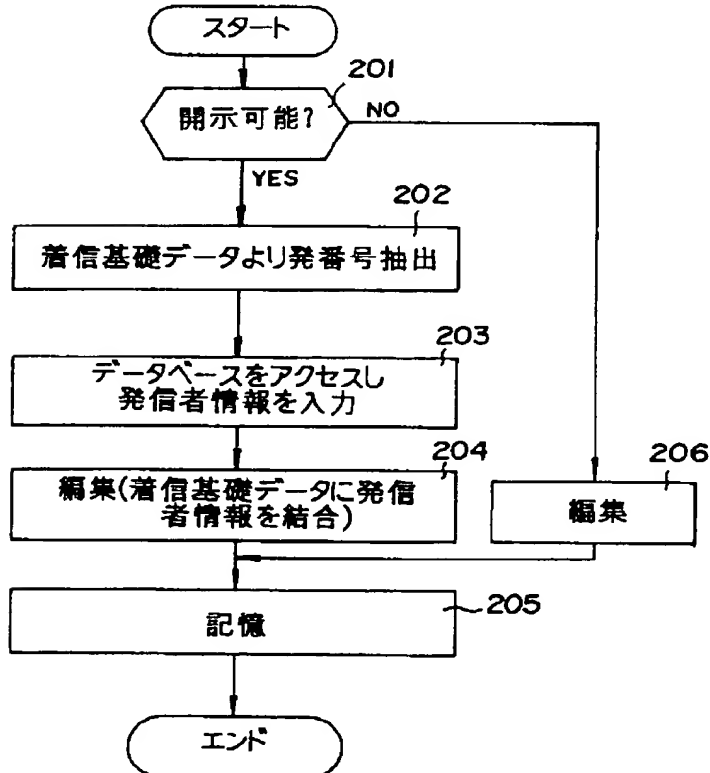 スタート
201
開示可能?
NO
YES
202
着信基礎データより発番号抽出
203
データベースをアクセスし
発信者情報を入力
204
編集(着信基礎データに発信
者情報を結合)
206
編集
205
記憶
エンド